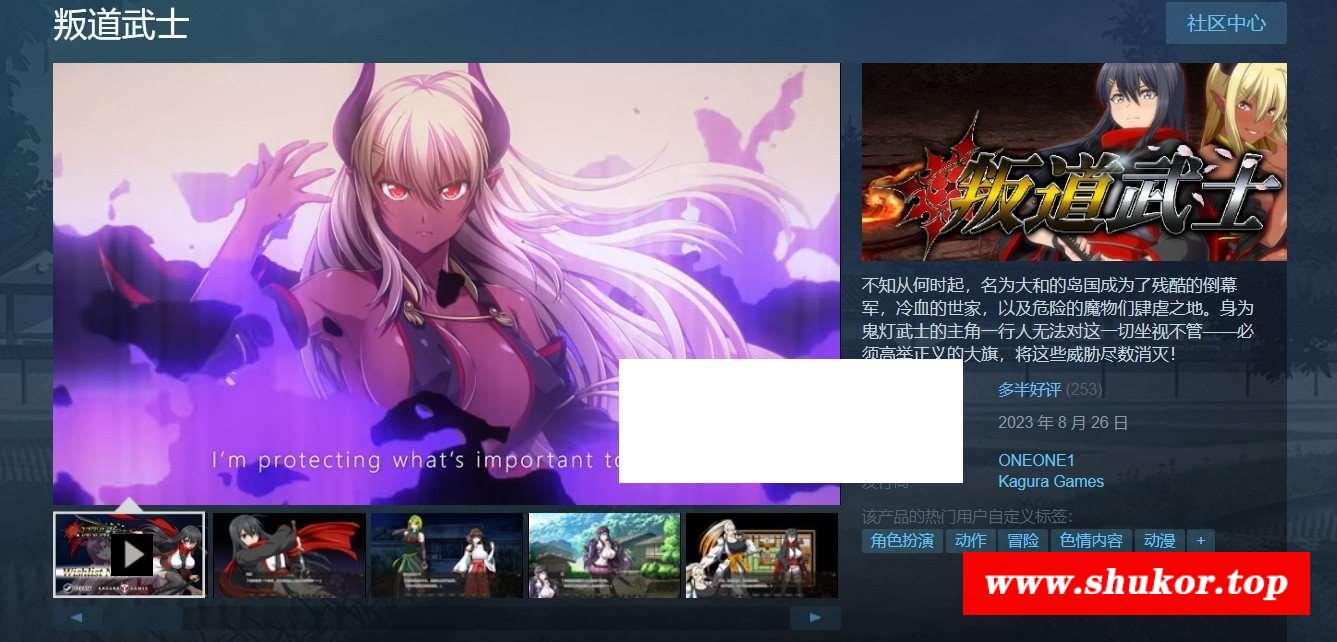 叛道武士
社区中心
I'm protecting what's important to
叛道武士
不知从何时起，名为大和的岛国成为了残酷的倒幕
军，冷血的世家，以及危险的魔物们肆虐之地。身为
鬼灯武士的主角一行人无法对这一切坐视不管——必
须高举正义的大旗，将这些威胁尽数消灭！
多半好评 (253)
2023 年 8 月 26 日
ONEONE1
发行商:
Kagura Games
该产品的热门用户自定义标签:
角色扮演 动作 冒险 色情内容 动漫 +
Wishlist
KAGURA GAMES
www.shukor.top